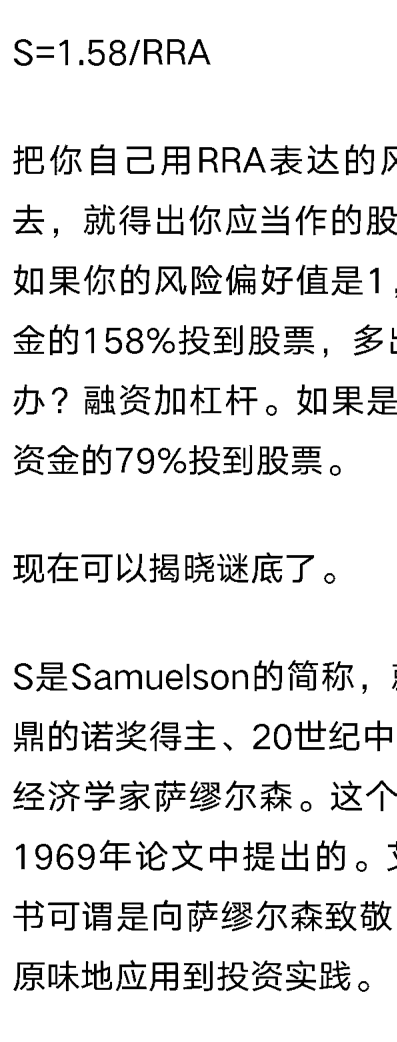 S=1.58/RRA
把你自己用RRA表达的
去，就得出你应当作的股
如果你的风险偏好值是1，
金的158%投到股票，多
办？融资加杠杆。如果是
资金的79%投到股票。
现在可以揭晓谜底了。
S是Samuelson的简称，
鼎的诺奖得主、20世纪中
经济学家萨缪尔森。这个
1969年论文中提出的。
书可谓是向萨缪尔森致敬
原味地应用到投资实践。